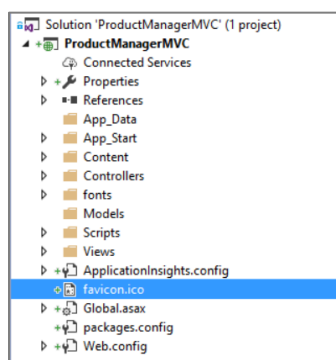 Solution 'ProductManagerMVC' (1 project)
ProductManagerMVC
Connected Services
Properties
References
App_Data
App_Start
Content
Controllers
fonts
Models
Scripts
Views
ApplicationInsights.config
favicon.ico
Global.asax
packages.config
Web.config